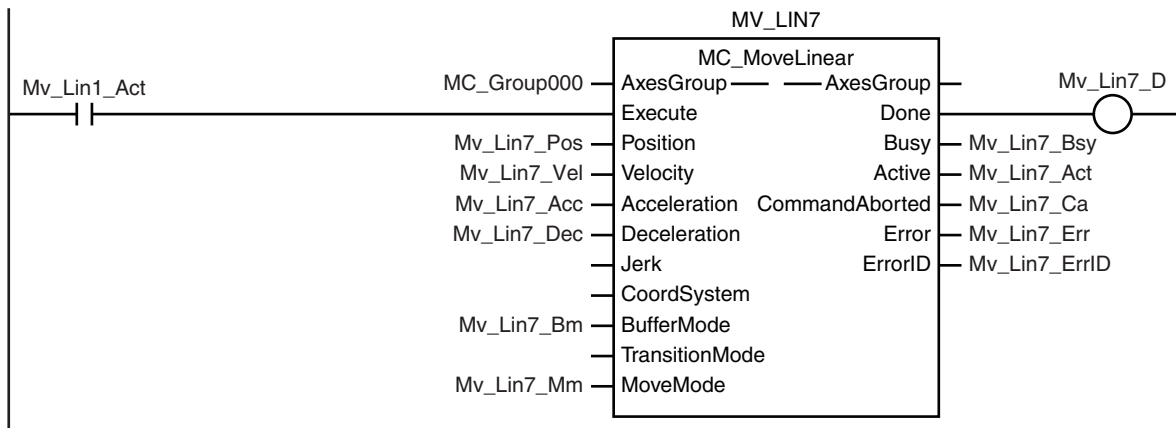 MV_LIN7
MC_MoveLinear
Mv_Lin1_Act
MC_Group000 AxesGroup AxesGroup Mv_Lin7_D
Execute Done
Mv_Lin7_Pos Position Busy Mv_Lin7_Bsy
Mv_Lin7_Vel Velocity Active Mv_Lin7_Act
Mv_Lin7_Acc Acceleration CommandAborted Mv_Lin7_Ca
Mv_Lin7_Dec Deceleration Error Mv_Lin7_Err
Jerk ErrorID Mv_Lin7_ErrID
CoordSystem
Mv_Lin7_Bm BufferMode
TransitionMode
Mv_Lin7_Mm MoveMode